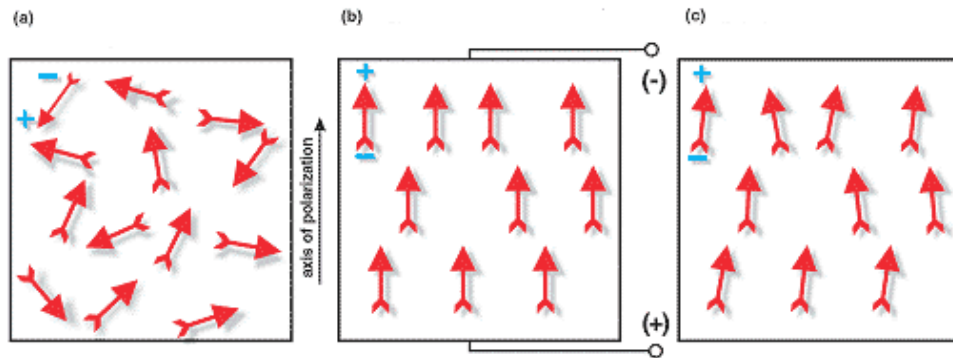 (a)
(b)
(c)
−
+
axis of polarization
+
−
(-)
(+)
+
−